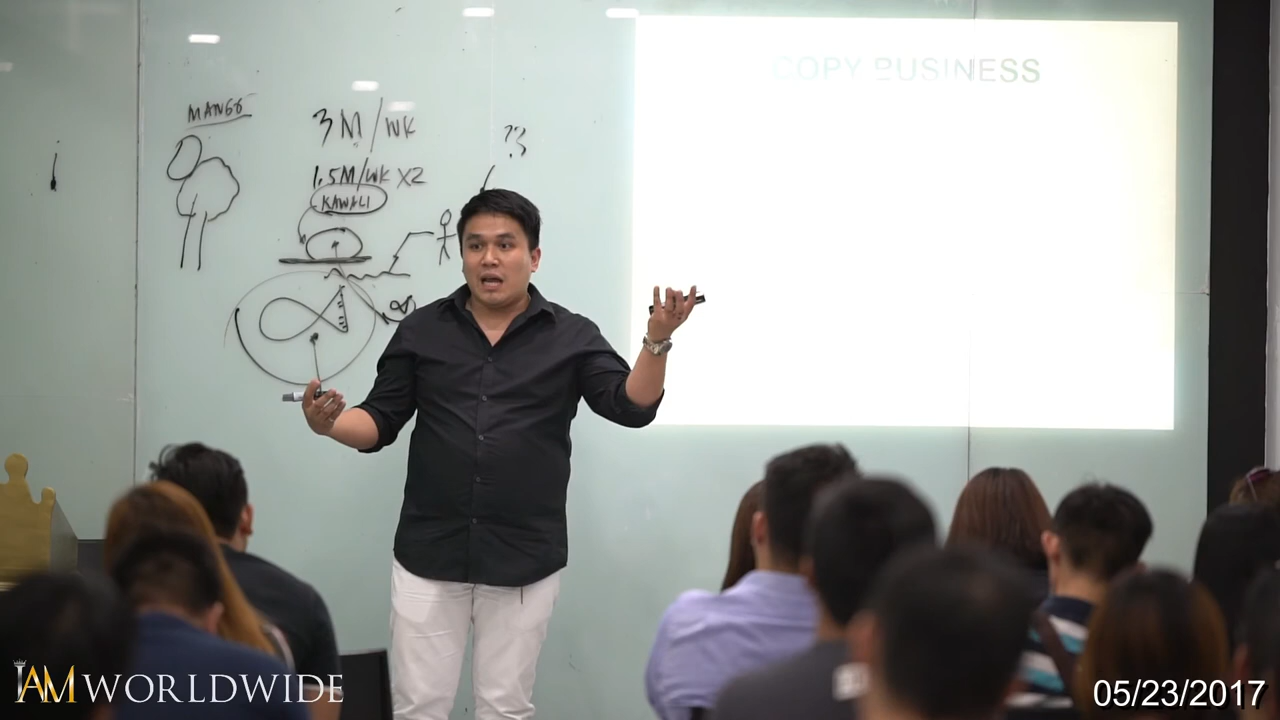 COPY BUSINESS
MANGO
3M/WK
??
1.5M/WK X2
KAWALI
IAM WORLDWIDE
05/23/2017